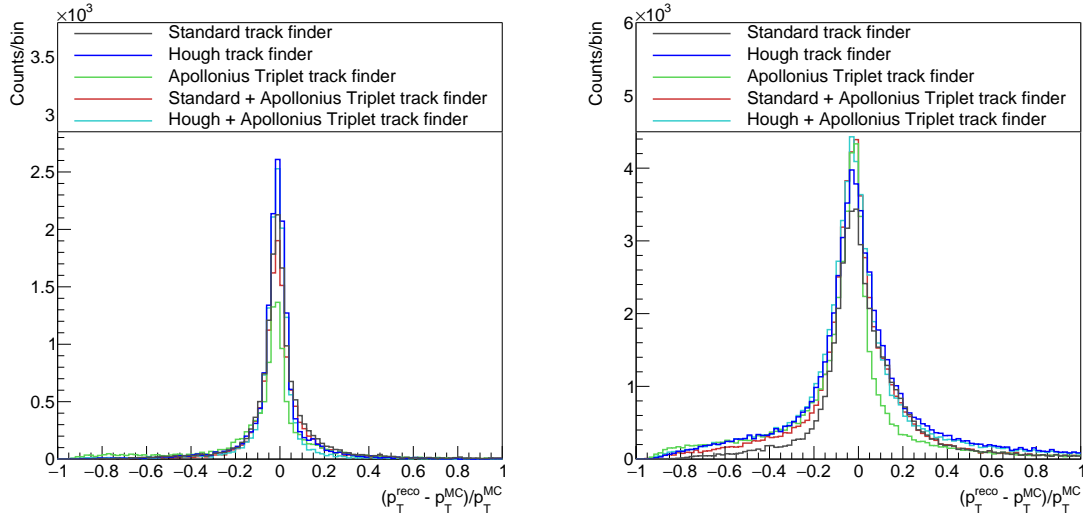 ×10³
Counts/bin
Standard track finder
Hough track finder
Apollonius Triplet track finder
Standard + Apollonius Triplet track finder
Hough + Apollonius Triplet track finder
3.5
3
2.5
2
1.5
1
0.5
0
−1 −0.8 −0.6 −0.4 −0.2 0 0.2 0.4 0.6 0.8 1
(p_T^reco - p_T^MC)/p_T^MC
×10³
Counts/bin
Standard track finder
Hough track finder
Apollonius Triplet track finder
Standard + Apollonius Triplet track finder
Hough + Apollonius Triplet track finder
6
5
4
3
2
1
0
−1 −0.8 −0.6 −0.4 −0.2 0 0.2 0.4 0.6 0.8 1
(p_T^reco - p_T^MC)/p_T^MC